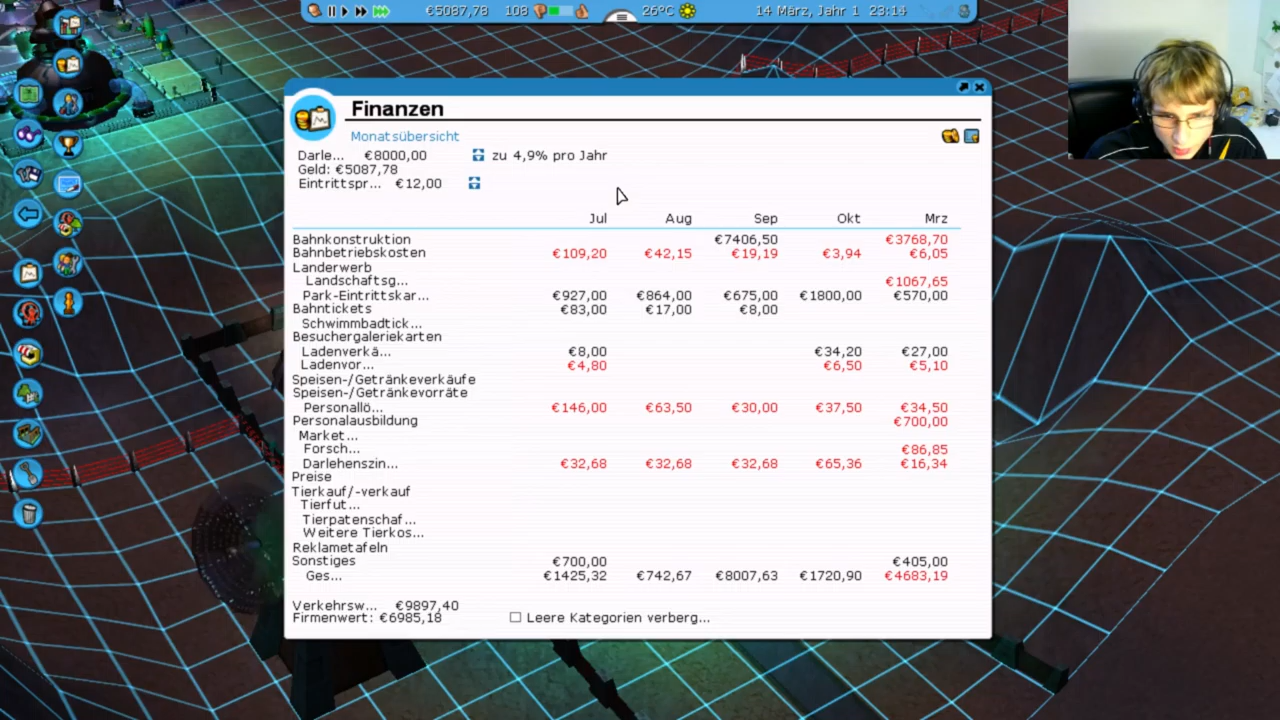 €5087,78 108 26°C 14 März, Jahr 1 23:14
Finanzen
Monatsübersicht
Darle... €8000,00 zu 4,9% pro Jahr
Geld: €5087,78
Eintrittspr... €12,00
Jul Aug Sep Okt Mrz
Bahnkonstruktion €7406,50 €3768,70
Bahnbetriebskosten €109,20 €42,15 €19,19 €3,94 €6,05
Landerwerb
Landschaftsg... €1067,65
Park-Eintrittskar... €927,00 €864,00 €675,00 €1800,00 €570,00
Bahntickets €83,00 €17,00 €8,00
Schwimmbadtick...
Besuchergaleriekarten
Ladenverkä... €8,00 €34,20 €27,00
Ladenvor... €4,80 €6,50 €5,10
Speisen-/Getränkeverkäufe
Speisen-/Getränkevorräte
Personallö... €146,00 €63,50 €30,00 €37,50 €34,50
Personalausbildung €700,00
Market...
Forsch... €86,85
Darlehenszin... €32,68 €32,68 €32,68 €65,36 €16,34
Preise
Tierkauf/-verkauf
Tierfut...
Tierpatenschaf...
Weitere Tierkos...
Reklametafeln
Sonstiges €700,00 €405,00
Ges... €1425,32 €742,67 €8007,63 €1720,90 €4683,19
Verkehrsw... €9897,40
Firmenwert: €6985,18 Leere Kategorien verberg...